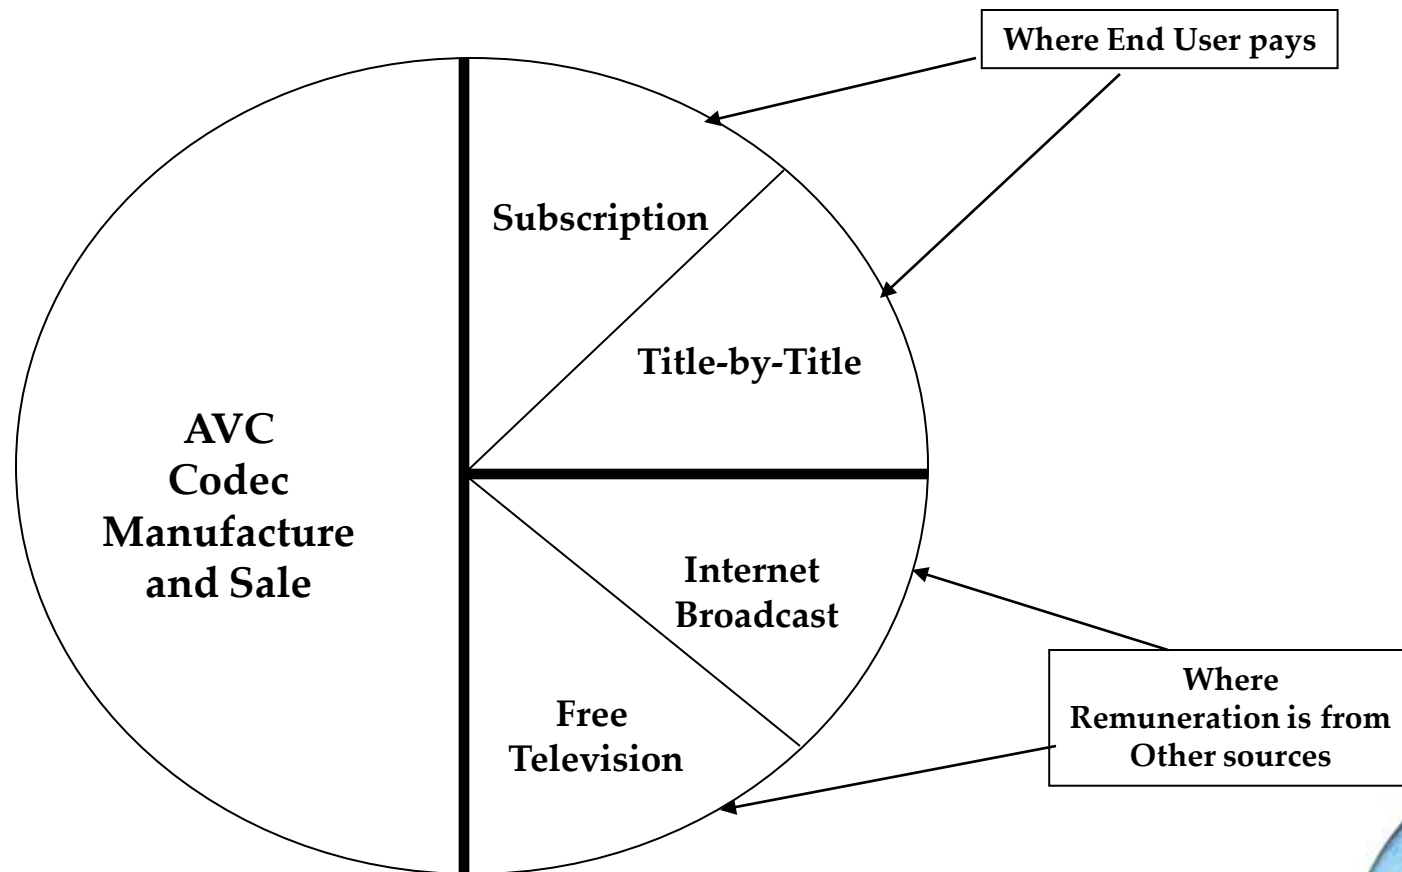 Where End User pays
Subscription
Title-by-Title
AVC
Codec
Manufacture
and Sale
Internet
Broadcast
Free
Television
Where
Remuneration is from
Other sources